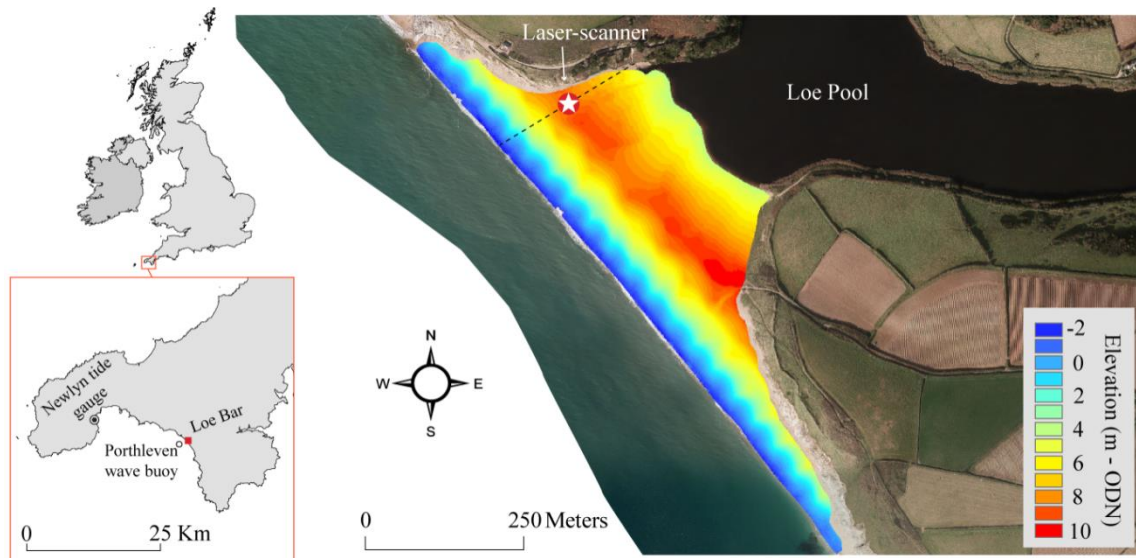 Laser-scanner
Loe Pool
N
W
E
S
Newlyn tide
gauge
Loe Bar
Porthleven
wave buoy
0
25 Km
0
250 Meters
Elevation (m - ODN)
-2
0
2
4
6
8
10